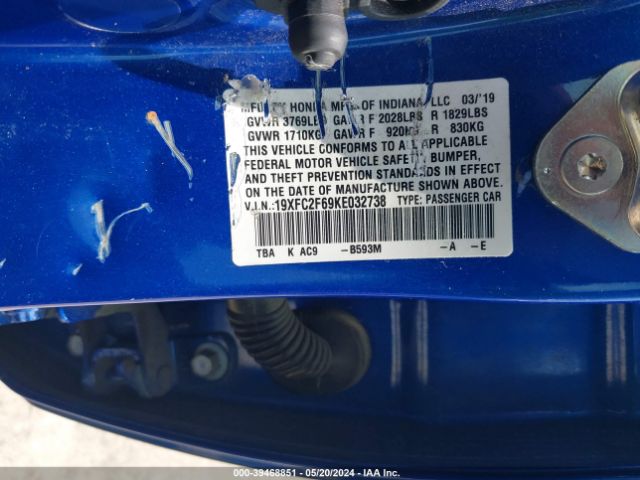 MFD BY HONDA MFG OF INDIANA, LLC 03/'19
GVWR 3769LBS GAWR F 2028LBS R 1829LBS
GVWR 1710KG GAWR F 920KG R 830KG
THIS VEHICLE CONFORMS TO ALL APPLICABLE
FEDERAL MOTOR VEHICLE SAFETY, BUMPER,
AND THEFT PREVENTION STANDARDS IN EFFECT
ON THE DATE OF MANUFACTURE SHOWN ABOVE.
V.I.N.: 19XFC2F69KE032738 TYPE: PASSENGER CAR
TBA K AC9 -B593M -A -E
000-39468851 / 05/20/2024 - IAA Inc.